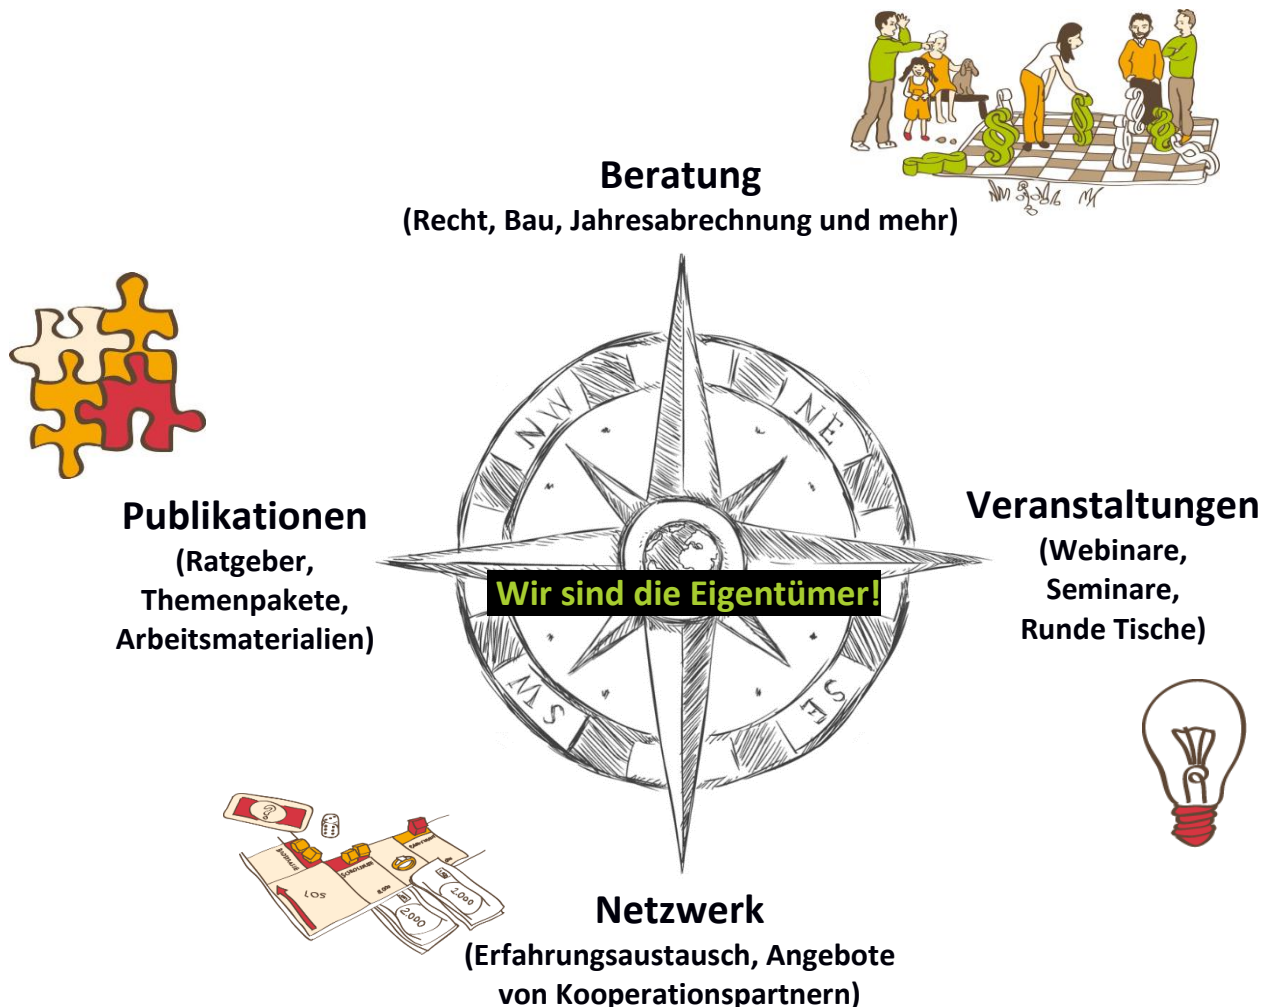 Beratung
(Recht, Bau, Jahresabrechnung und mehr)
NW
NE
Publikationen
(Ratgeber,
Themenpakete,
Arbeitsmaterialien)
Veranstaltungen
(Webinare,
Seminare,
Runde Tische)
Wir sind die Eigentümer!
SW
SE
?
LOS
2.000
2.000
Netzwerk
(Erfahrungsaustausch, Angebote
von Kooperationspartnern)